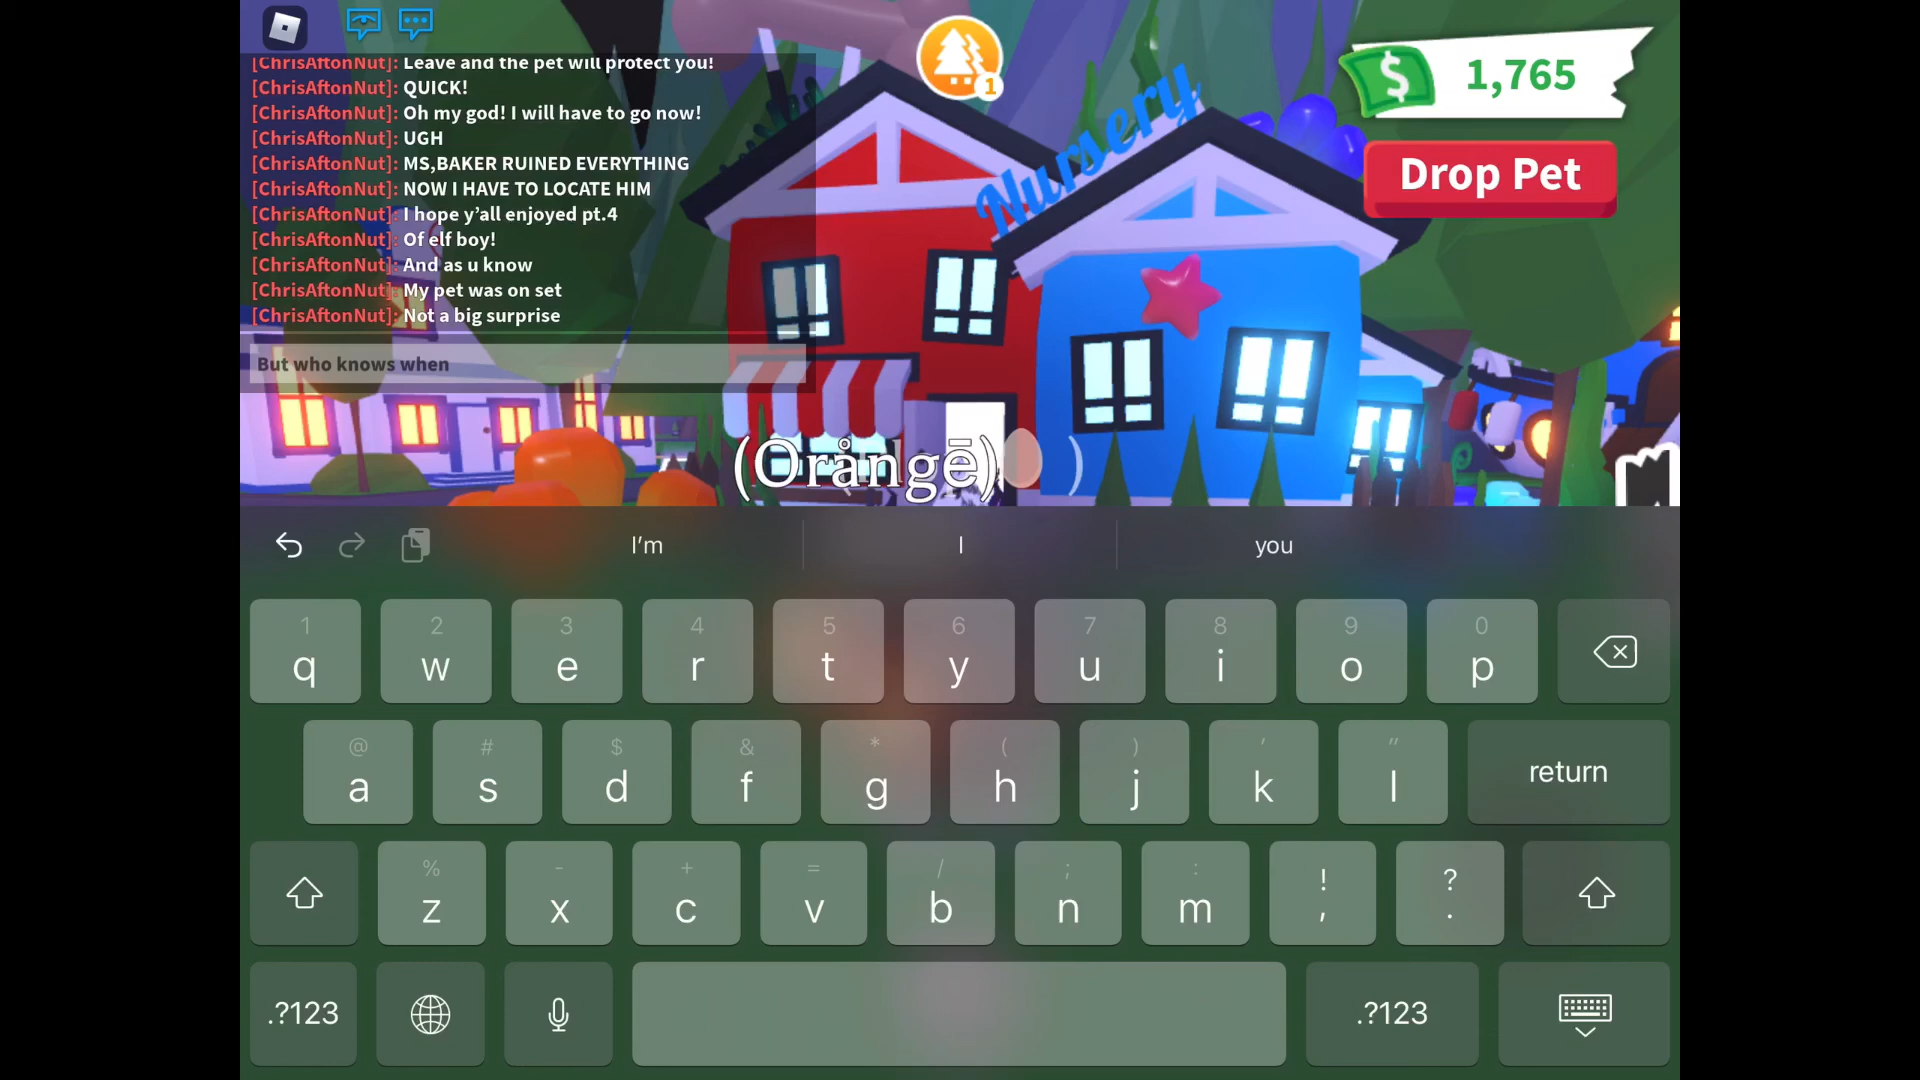 [ChrisAftonNut]: Leave and the pet will protect you!
[ChrisAftonNut]: QUICK!
[ChrisAftonNut]: Oh my god! I will have to go now!
[ChrisAftonNut]: UGH
[ChrisAftonNut]: MS,BAKER RUINED EVERYTHING
[ChrisAftonNut]: NOW I HAVE TO LOCATE HIM
[ChrisAftonNut]: I hope y’all enjoyed pt.4
[ChrisAftonNut]: Of elf boy!
[ChrisAftonNut]: And as u know
[ChrisAftonNut]: My pet was on set
[ChrisAftonNut]: Not a big surprise
But who knows when
1
Nursery
$ 1,765
Drop Pet
(Orångē)
I’m I you
1 2 3 4 5 6 7 8 9 0
q w e r t y u i o p
@ # $ & * ( ) ’ ”
a s d f g h j k l return
% - + = / ; : ! ?
z x c v b n m , .
.?123 .?123